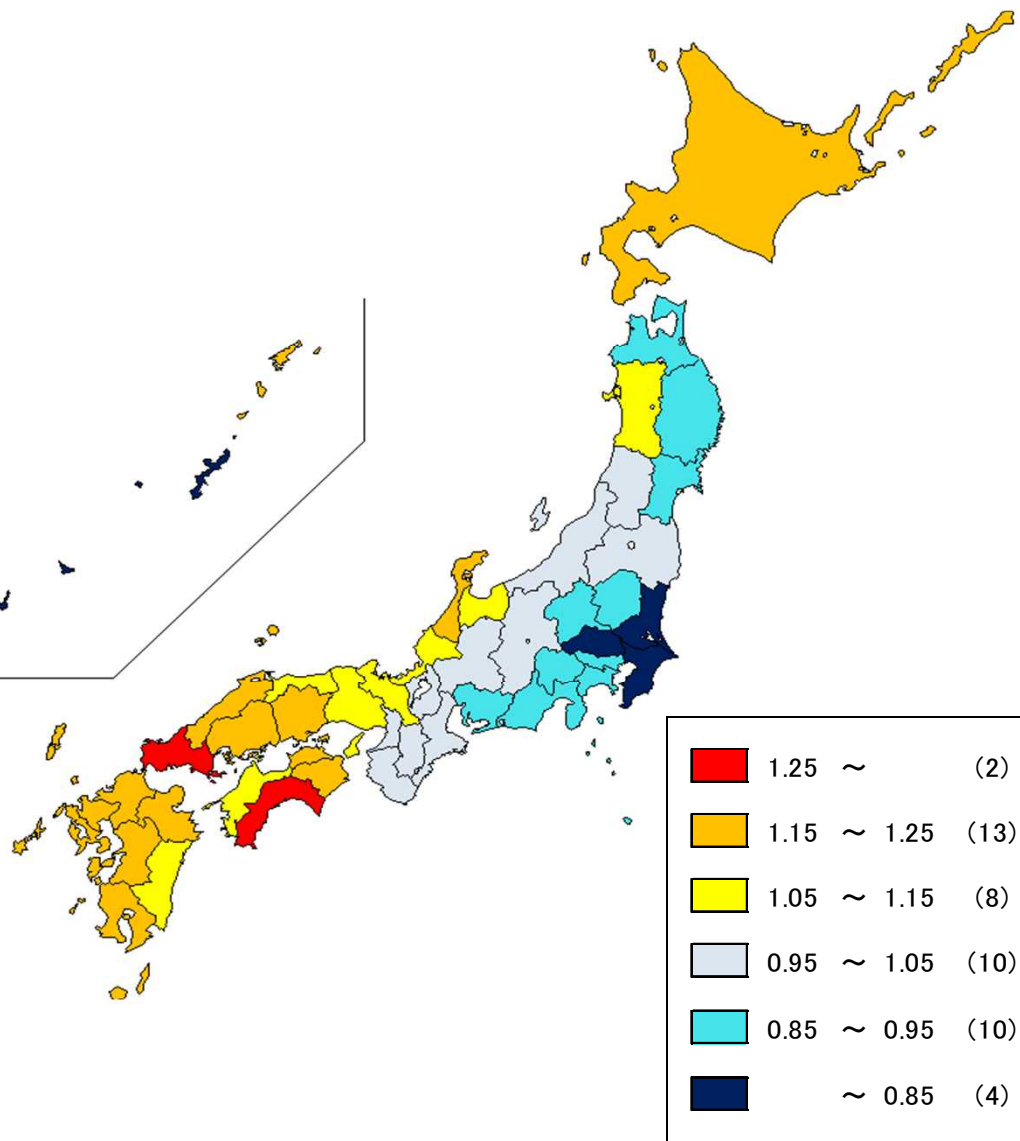 1.25 ～ （2）
1.15 ～ 1.25 （13）
1.05 ～ 1.15 （8）
0.95 ～ 1.05 （10）
0.85 ～ 0.95 （10）
～ 0.85 （4）